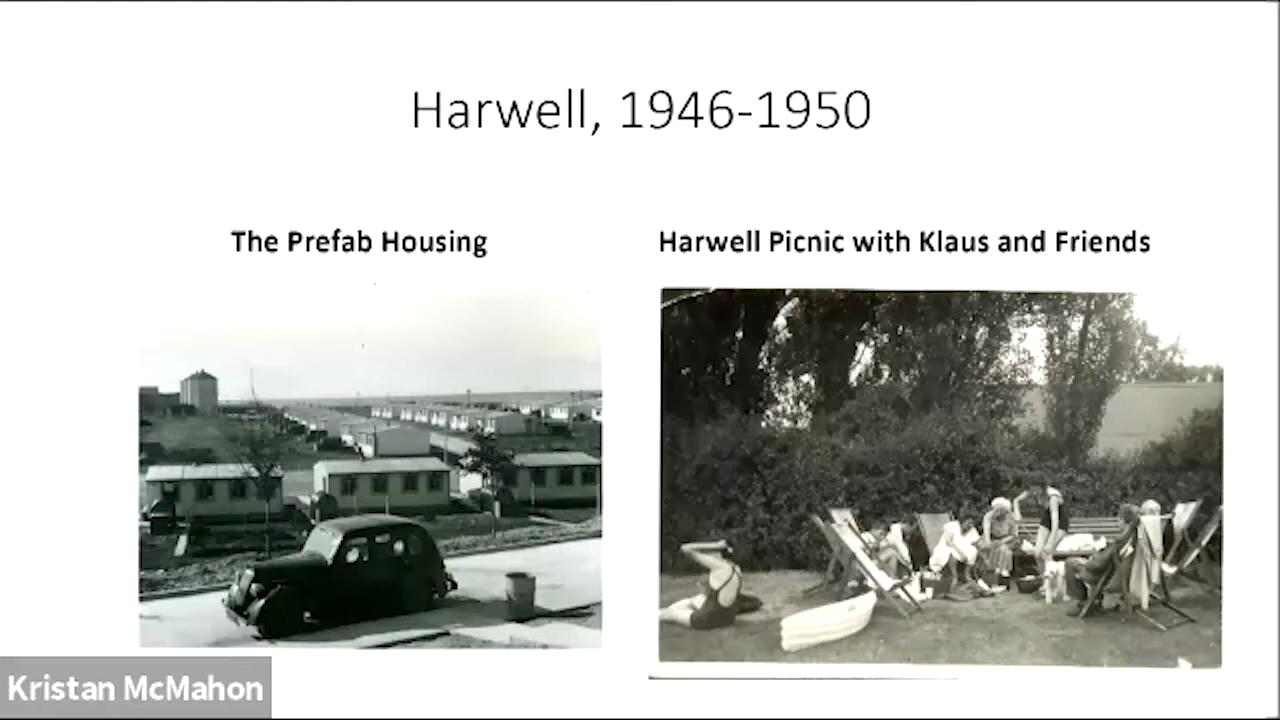 Harwell, 1946-1950
The Prefab Housing
Harwell Picnic with Klaus and Friends
Kristan McMahon